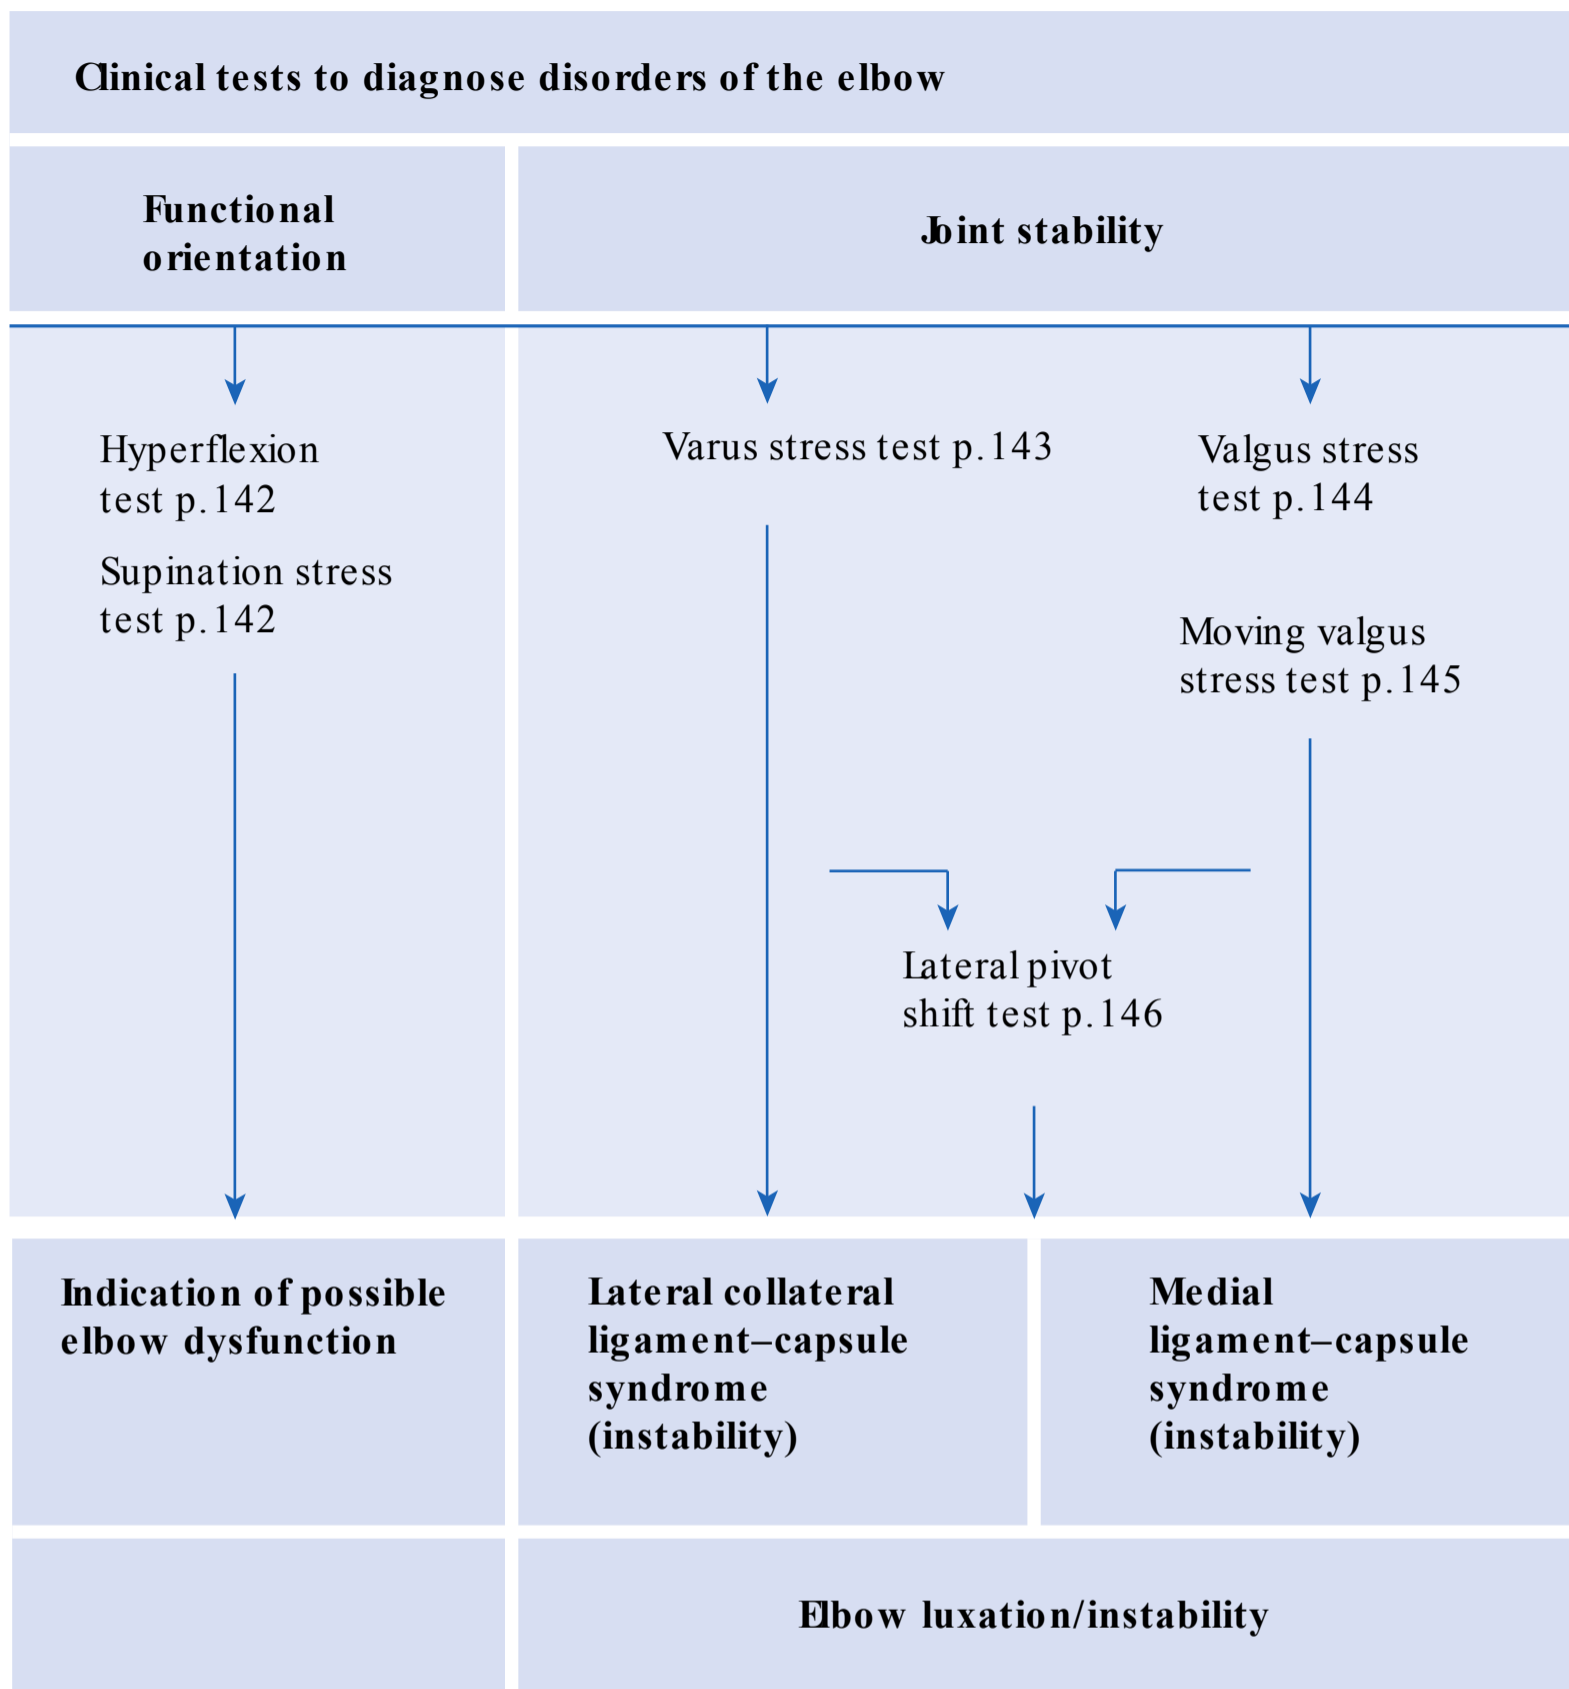 Clinical tests to diagnose disorders of the elbow
Functional
orientation
Joint stability
Hyperflexion
test p.142
Supination stress
test p.142
Varus stress test p.143
Valgus stress
test p.144
Moving valgus
stress test p.145
Lateral pivot
shift test p.146
Indication of possible
elbow dysfunction
Lateral collateral
ligament–capsule
syndrome
(instability)
Medial
ligament–capsule
syndrome
(instability)
Elbow luxation/instability